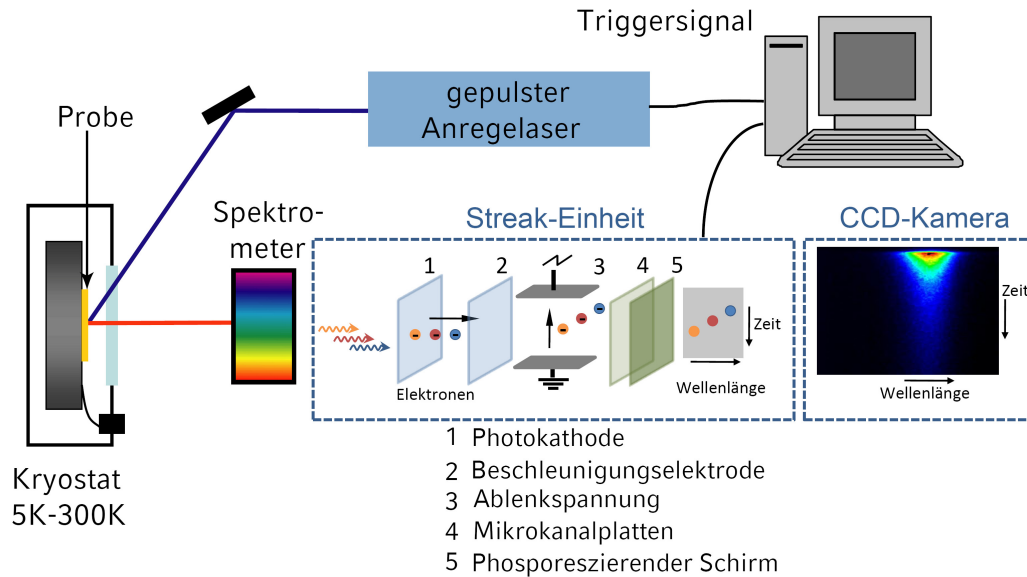 Triggersignal
gepulster
Anregelaser
Probe
Spektro-
meter
Streak-Einheit
CCD-Kamera
1 2 3 4 5
Zeit
Zeit
Elektronen
Wellenlänge
Wellenlänge
Kryostat
5K-300K
1 Photokathode
2 Beschleunigungselektrode
3 Ablenkspannung
4 Mikrokanalplatten
5 Phosporeszierender Schirm